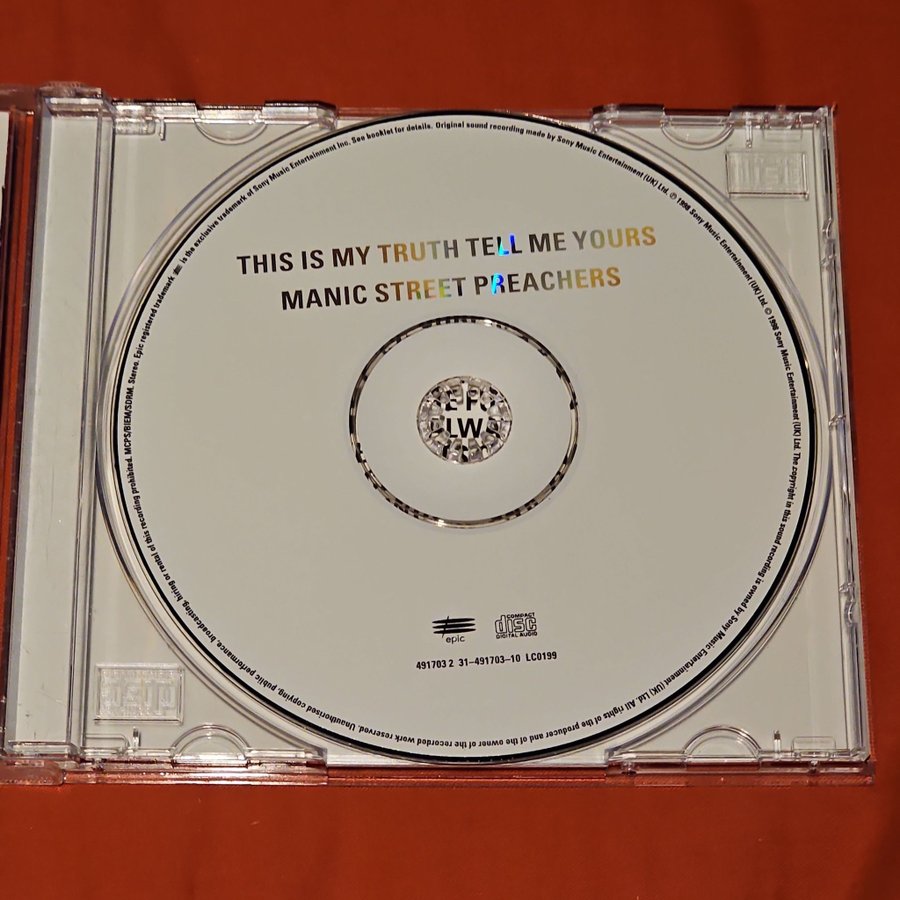 THIS IS MY TRUTH TELL ME YOURS
MANIC STREET PREACHERS
epic
COMPACT
disc
DIGITAL AUDIO
491703 2 31-491703-10 LC0199
Stereo. Epic registered trademark is the exclusive trademark of Sony Music Entertainment Inc. See booklet for details. Original sound recording made by Sony Music Entertainment (UK) Ltd. ℗ 1998 Sony Music Entertainment (UK) Ltd. © 1998 Sony Music Entertainment (UK) Ltd. The copyright in this sound recording is owned by Sony Music Entertainment (UK) Ltd. All rights of the producer and of the owner of the recorded work reserved. Unauthorised copying, public performance, broadcasting, hiring or rental of this recording prohibited. MCPS/BIEM/SDRM.